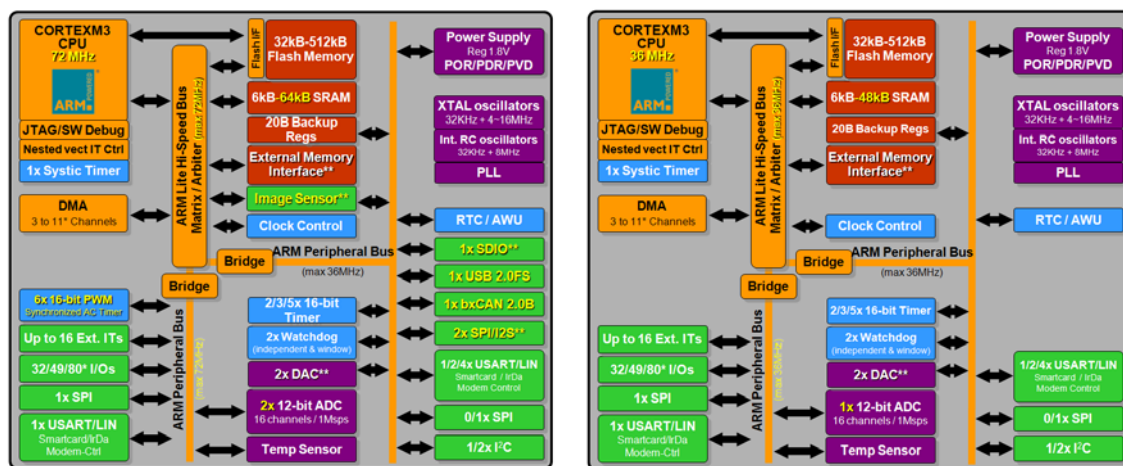 CORTEXM3
CPU
72 MHz
ARM POWERED
JTAG/SW Debug
Nested vect IT Ctrl
1x Systic Timer
DMA
3 to 11* Channels
ARM Lite Hi-Speed Bus
Matrix / Arbiter (max 72MHz)
Flash I/F
32kB-512kB
Flash Memory
6kB-64kB SRAM
20B Backup
Regs
External Memory
Interface**
Image Sensor**
Clock Control
Power Supply
Reg 1.8V
POR/PDR/PVD
XTAL oscillators
32KHz + 4~16MHz
Int. RC oscillators
32KHz + 8MHz
PLL
RTC / AWU
Bridge
ARM Peripheral Bus
(max 36MHz)
Bridge
1x SDIO**
1x USB 2.0FS
1x bxCAN 2.0B
2x SPI/I2S**
1/2/4x USART/LIN
Smartcard / IrDa
Modem Control
0/1x SPI
1/2x I²C
6x 16-bit PWM
Synchronized AC Timer
Up to 16 Ext. ITs
32/49/80* I/Os
1x SPI
1x USART/LIN
Smartcard/IrDa
Modem-Ctrl
ARM Peripheral Bus
(max 72MHz)
2/3/5x 16-bit
Timer
2x Watchdog
(independent & window)
2x DAC**
2x 12-bit ADC
16 channels / 1Msps
Temp Sensor
CORTEXM3
CPU
36 MHz
ARM POWERED
JTAG/SW Debug
Nested vect IT Ctrl
1x Systic Timer
DMA
3 to 11* Channels
ARM Lite Hi-Speed Bus
Matrix / Arbiter (max 36MHz)
Flash I/F
32kB-512kB
Flash Memory
6kB-48kB SRAM
20B Backup Regs
External Memory
Interface**
Clock Control
Power Supply
Reg 1.8V
POR/PDR/PVD
XTAL oscillators
32KHz + 4~16MHz
Int. RC oscillators
32KHz + 8MHz
PLL
RTC / AWU
Bridge
ARM Peripheral Bus
(max 36MHz)
Bridge
Up to 16 Ext. ITs
32/49/80* I/Os
1x SPI
1x USART/LIN
Smartcard/IrDa
Modem-Ctrl
ARM Peripheral Bus
(max 36MHz)
2/3/5x 16-bit Timer
2x Watchdog
(independent & window)
2x DAC**
1x 12-bit ADC
16 channels / 1Msps
Temp Sensor
1/2/4x USART/LIN
Smartcard / IrDa
Modem Control
0/1x SPI
1/2x I²C